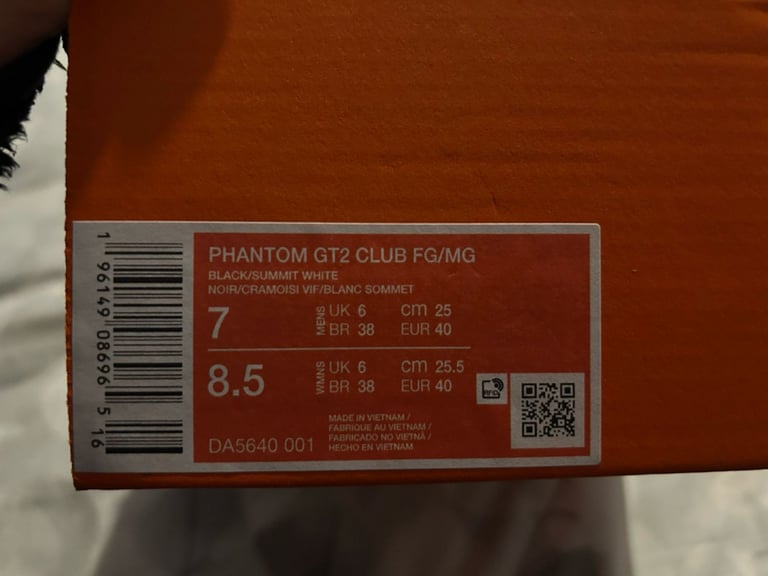 1 96149 08696 5 16
PHANTOM GT2 CLUB FG/MG
BLACK/SUMMIT WHITE
NOIR/CRAMOISI VIF/BLANC SOMMET
7 MENS UK 6 cm 25
BR 38 EUR 40
8.5 WMNS UK 6 cm 25.5
BR 38 EUR 40
RFID
MADE IN VIETNAM /
FABRIQUE AU VIETNAM /
FABRICADO NO VIETNÃ /
HECHO EN VIETNAM
DA5640 001